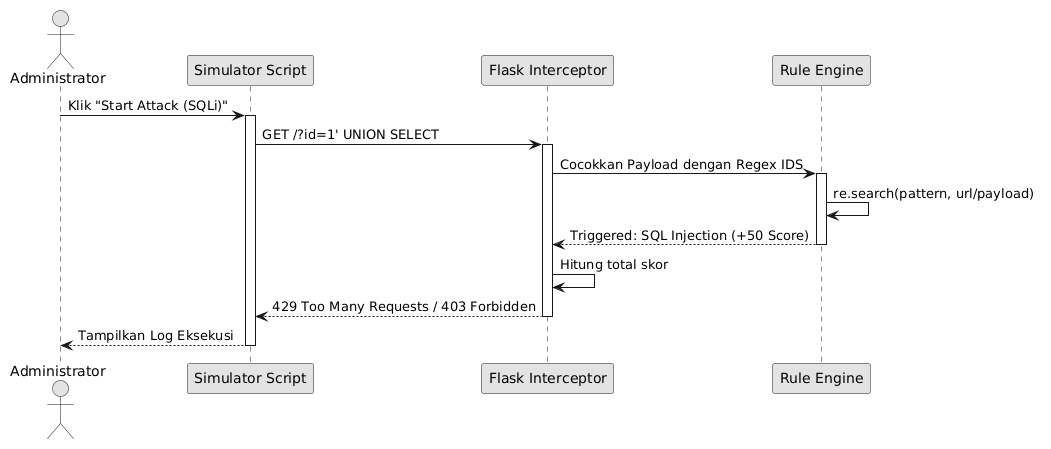 Administrator
Simulator Script
Flask Interceptor
Rule Engine
Klik "Start Attack (SQLi)"
GET /?id=1' UNION SELECT
Cocokkan Payload dengan Regex IDS
re.search(pattern, url/payload)
Triggered: SQL Injection (+50 Score)
Hitung total skor
429 Too Many Requests / 403 Forbidden
Tampilkan Log Eksekusi
Administrator
Simulator Script
Flask Interceptor
Rule Engine